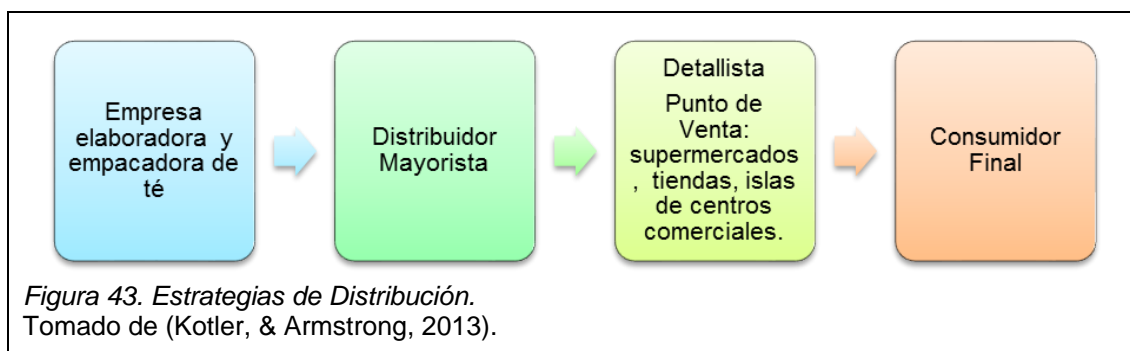 Empresa
elaboradora y
empacadora de
té
Distribuidor
Mayorista
Detallista
Punto de
Venta:
supermercados
, tiendas, islas
de centros
comerciales.
Consumidor
Final
Figura 43. Estrategias de Distribución.
Tomado de (Kotler, & Armstrong, 2013).